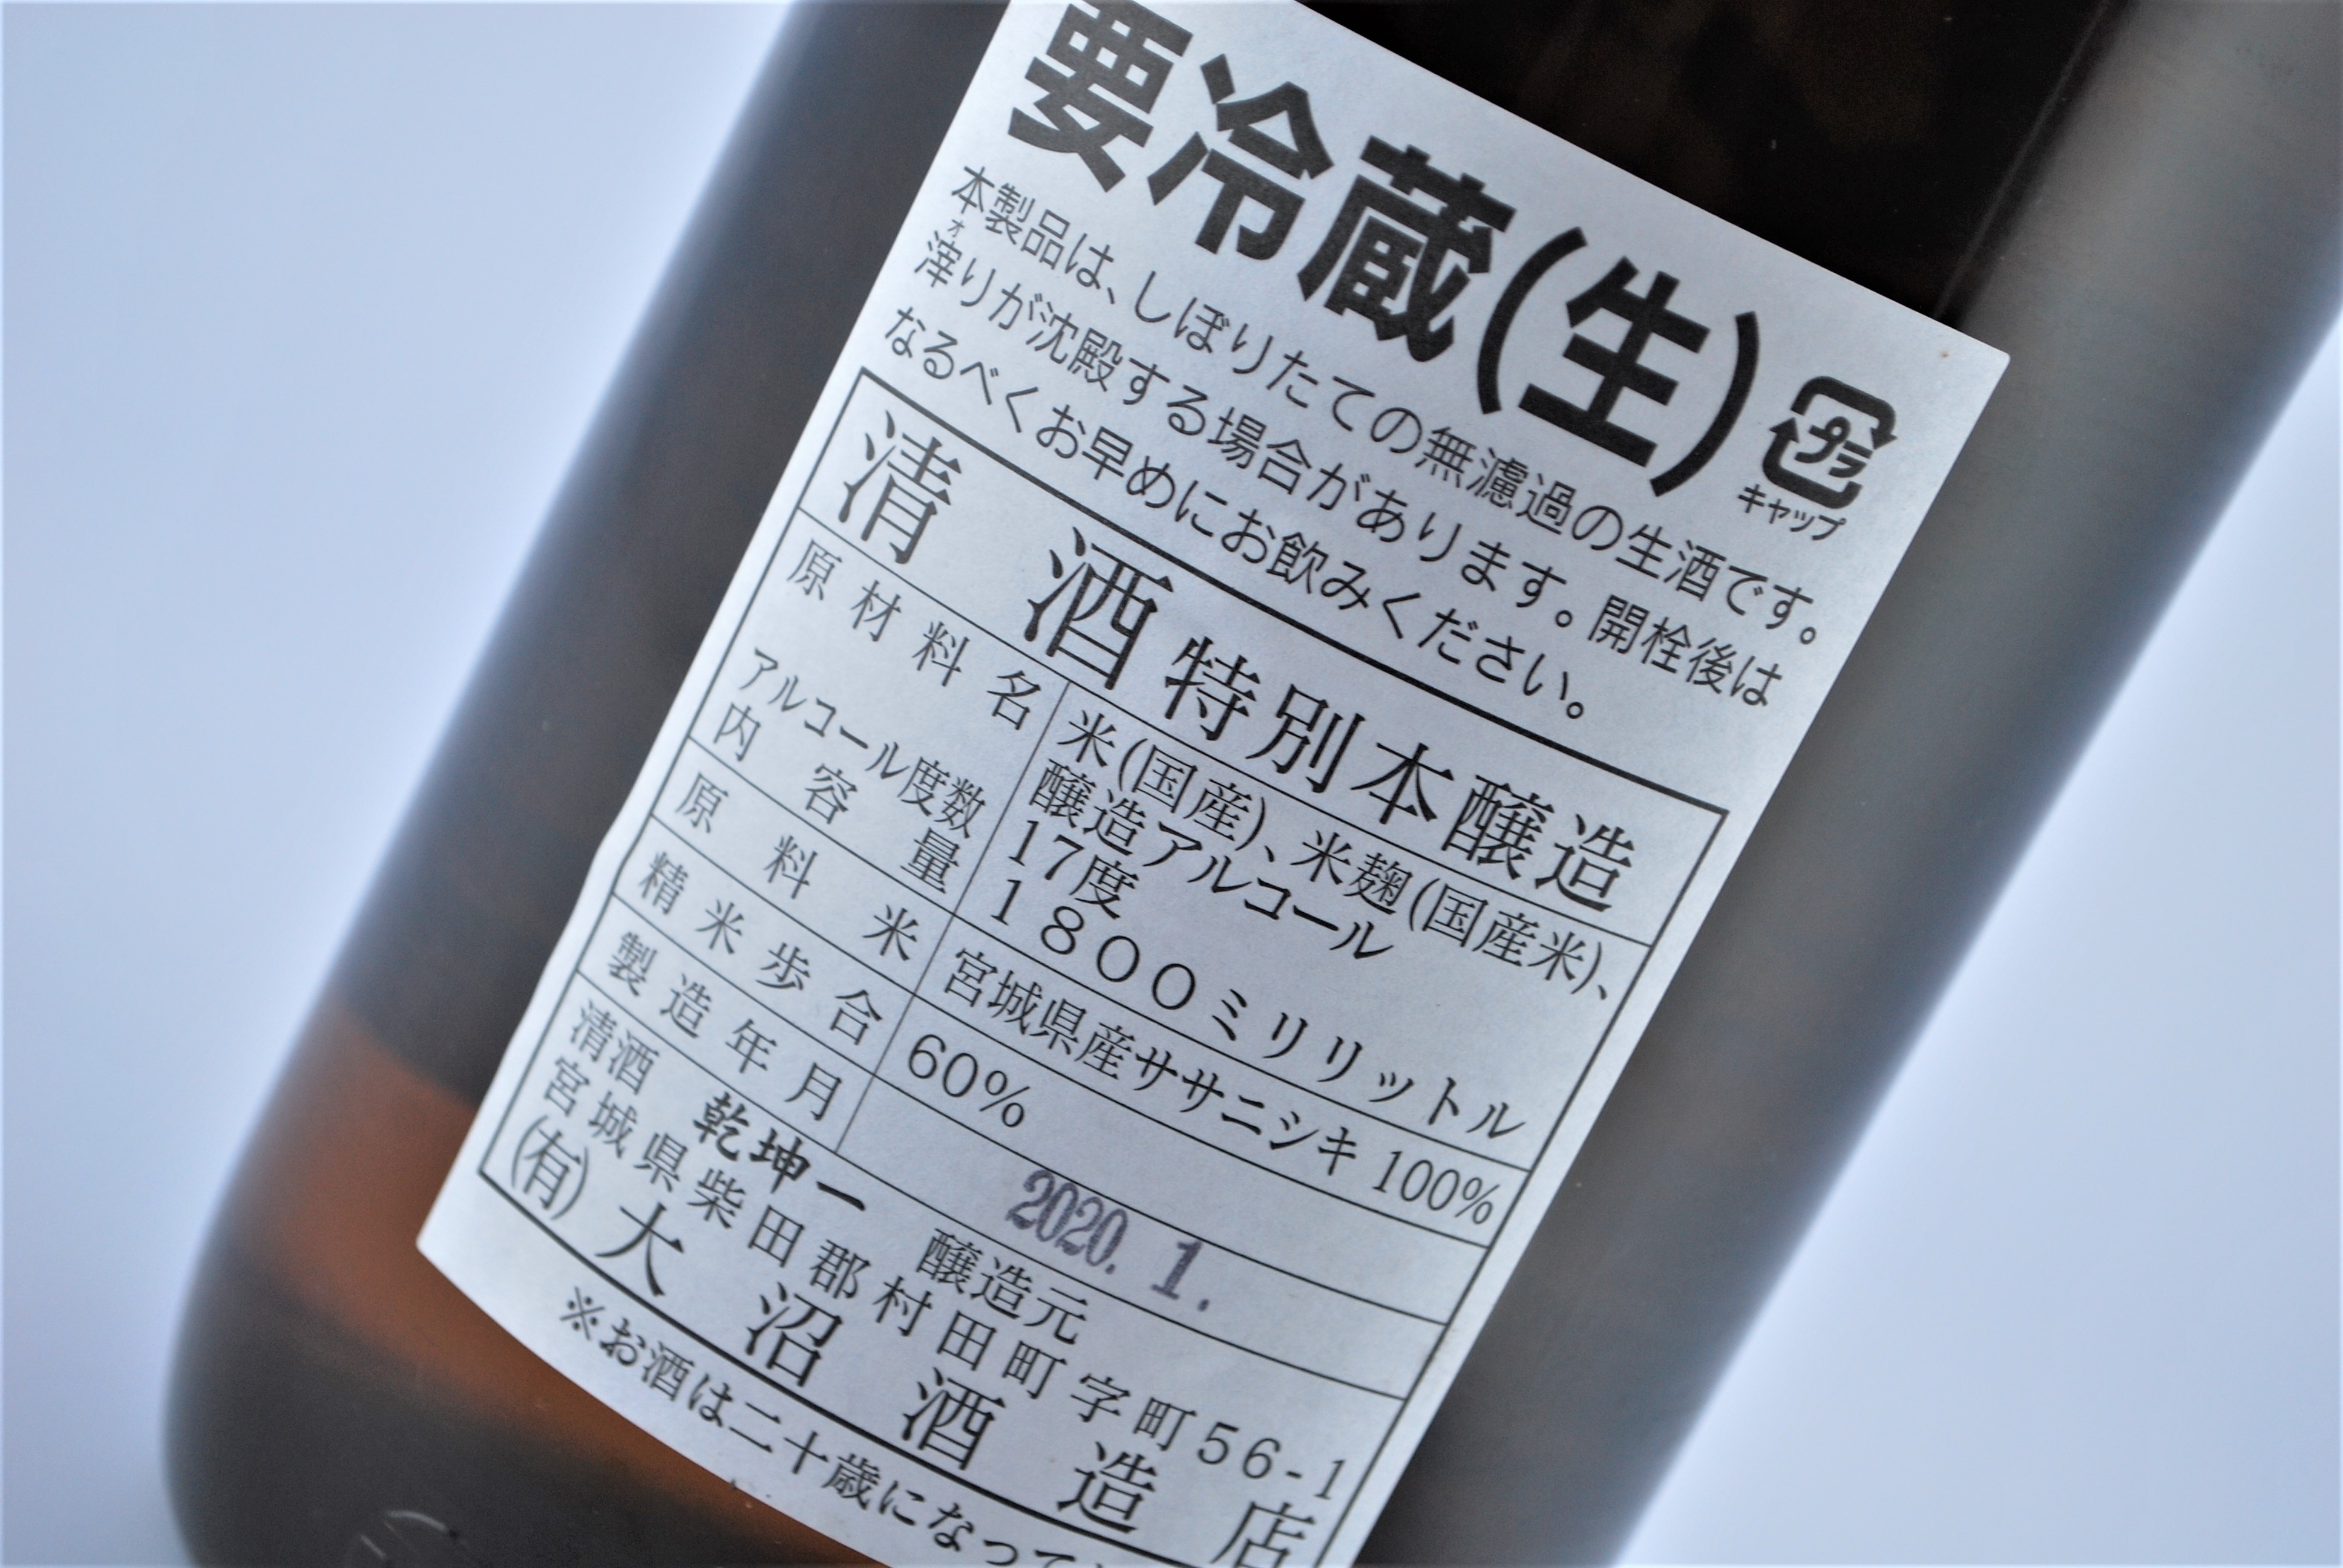 要冷蔵(生)
プラ
キャップ
本製品は、しぼりたての無濾過の生酒です。
オ
滓りが沈殿する場合があります。開栓後は
なるべくお早めにお飲みください。
清 酒 特別本醸造
原材料名 米(国産)、米麹(国産米)、
醸造アルコール
アルコール度数 17度
内容量 1800ミリリットル
原料米 宮城県産ササニシキ 100%
精米歩合 60%
製造年月 2020. 1.
清酒 乾坤一 醸造元
宮城県柴田郡村田町字町56-1
(有)大沼酒造店
※お酒は二十歳になって